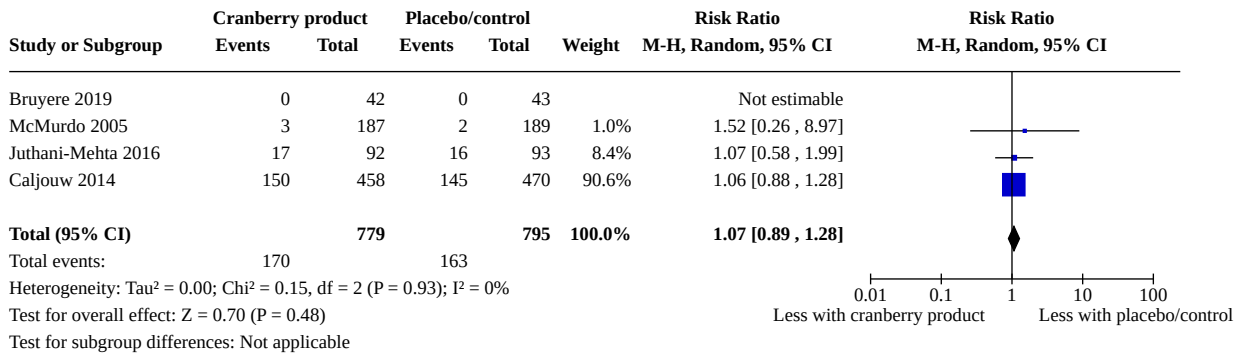 Cranberry product Placebo/control Risk Ratio Risk Ratio
Study or Subgroup Events Total Events Total Weight M-H, Random, 95% CI M-H, Random, 95% CI
Bruyere 2019 0 42 0 43 Not estimable
McMurdo 2005 3 187 2 189 1.0% 1.52 [0.26 , 8.97]
Juthani-Mehta 2016 17 92 16 93 8.4% 1.07 [0.58 , 1.99]
Caljouw 2014 150 458 145 470 90.6% 1.06 [0.88 , 1.28]
Total (95% CI) 779 795 100.0% 1.07 [0.89 , 1.28]
Total events: 170 163
Heterogeneity: Tau² = 0.00; Chi² = 0.15, df = 2 (P = 0.93); I² = 0%
0.01 0.1 1 10 100
Test for overall effect: Z = 0.70 (P = 0.48) Less with cranberry product Less with placebo/control
Test for subgroup differences: Not applicable